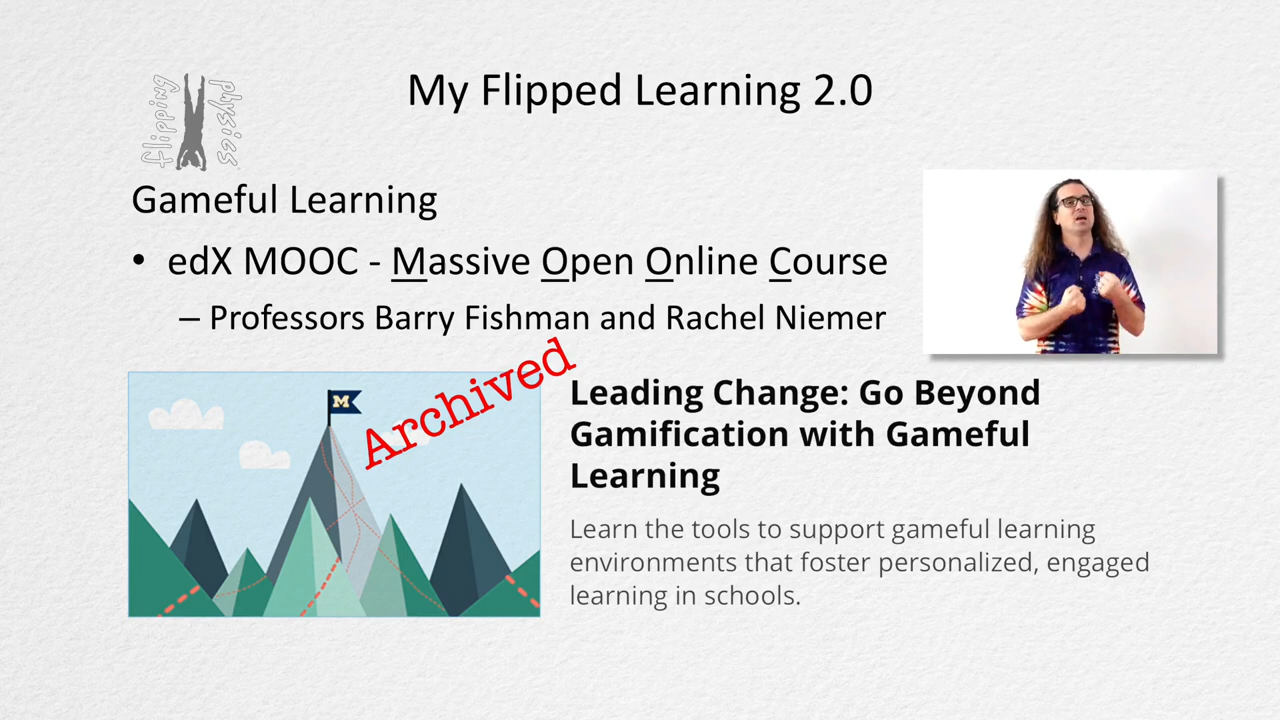 My Flipped Learning 2.0
flipping
physics
Gameful Learning
• edX MOOC - Massive Open Online Course
– Professors Barry Fishman and Rachel Niemer
M
Archived
Leading Change: Go Beyond
Gamification with Gameful
Learning
Learn the tools to support gameful learning
environments that foster personalized, engaged
learning in schools.